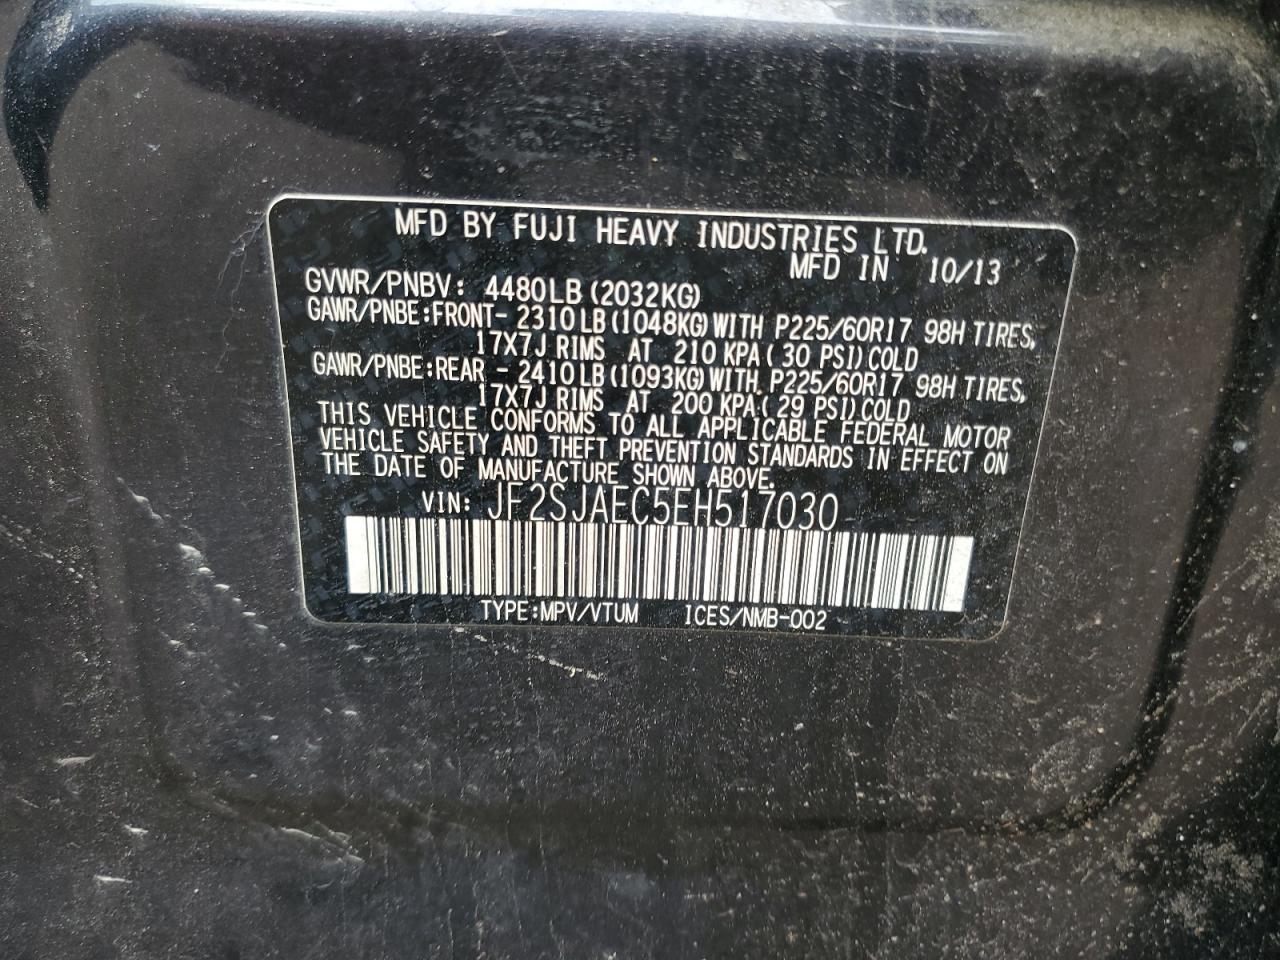 MFD BY FUJI HEAVY INDUSTRIES LTD.
MFD IN 10/13
GVWR/PNBV: 4480LB (2032KG)
GAWR/PNBE:FRONT- 2310LB (1048KG) WITH P225/60R17 98H TIRES,
17X7J RIMS AT 210 KPA( 30 PSI)COLD
GAWR/PNBE:REAR - 2410LB (1093KG) WITH P225/60R17 98H TIRES,
17X7J RIMS AT 200 KPA( 29 PSI)COLD
THIS VEHICLE CONFORMS TO ALL APPLICABLE FEDERAL MOTOR
VEHICLE SAFETY AND THEFT PREVENTION STANDARDS IN EFFECT ON
THE DATE OF MANUFACTURE SHOWN ABOVE.
VIN: JF2SJAEC5EH517030
TYPE:MPV/VTUM ICES/NMB-002